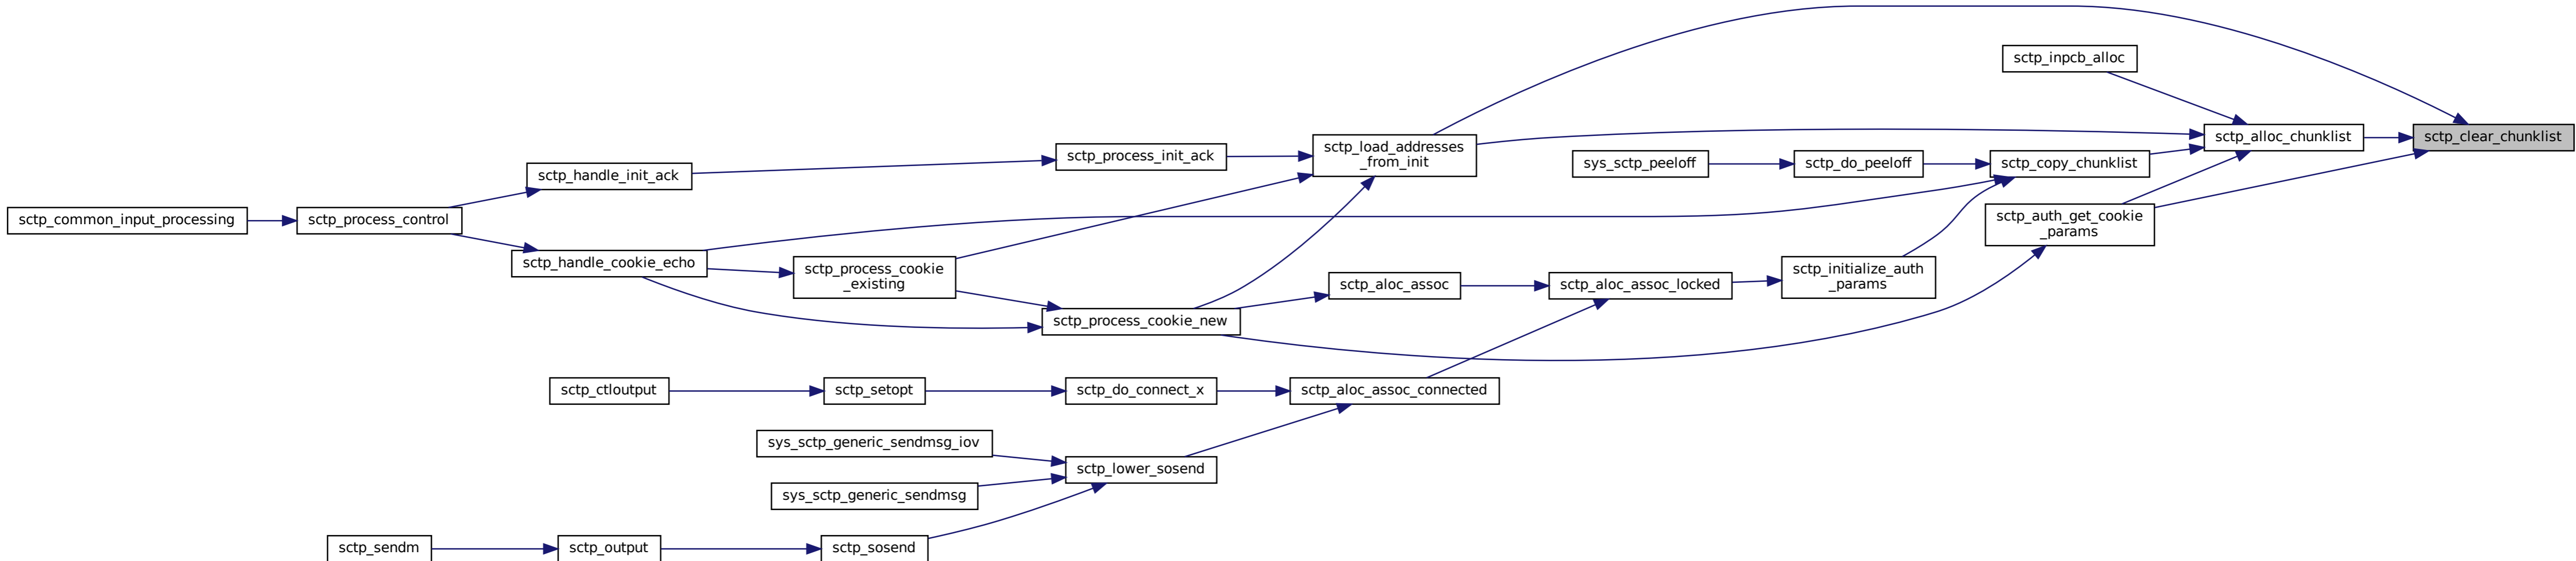 sctp_inpcb_alloc
sctp_alloc_chunklist
sctp_clear_chunklist
sctp_load_addresses
_from_init
sctp_process_init_ack
sys_sctp_peeloff
sctp_do_peeloff
sctp_copy_chunklist
sctp_handle_init_ack
sctp_common_input_processing
sctp_process_control
sctp_auth_get_cookie
_params
sctp_handle_cookie_echo
sctp_process_cookie
_existing
sctp_initialize_auth
_params
sctp_aloc_assoc
sctp_aloc_assoc_locked
sctp_process_cookie_new
sctp_ctloutput
sctp_setopt
sctp_do_connect_x
sctp_aloc_assoc_connected
sys_sctp_generic_sendmsg_iov
sctp_lower_sosend
sys_sctp_generic_sendmsg
sctp_sendm
sctp_output
sctp_sosend